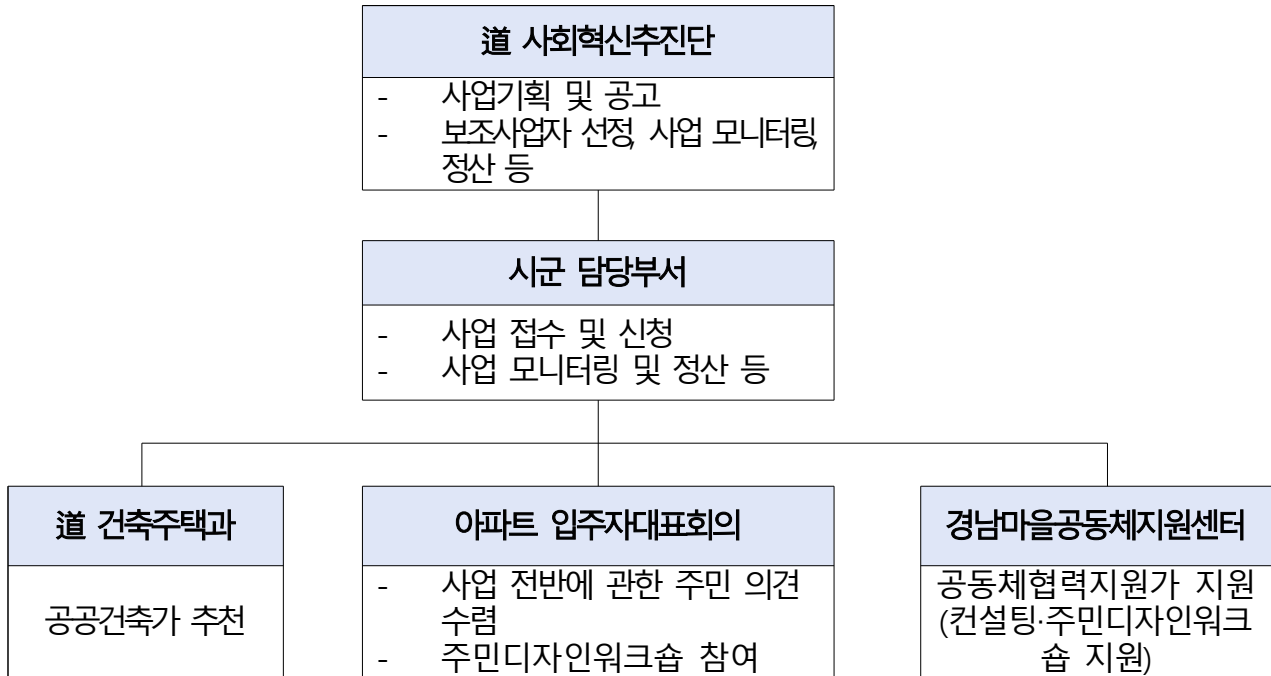 道 사회혁신추진단
- 사업기획 및 공고
- 보조사업자 선정, 사업 모니터링,
정산 등
시군 담당부서
- 사업 접수 및 신청
- 사업 모니터링 및 정산 등
道 건축주택과
공공건축가 추천
아파트 입주자대표회의
- 사업 전반에 관한 주민 의견
수렴
- 주민디자인워크숍 참여
경남마을공동체지원센터
공동체협력지원가 지원
(컨설팅·주민디자인워크
숍 지원)